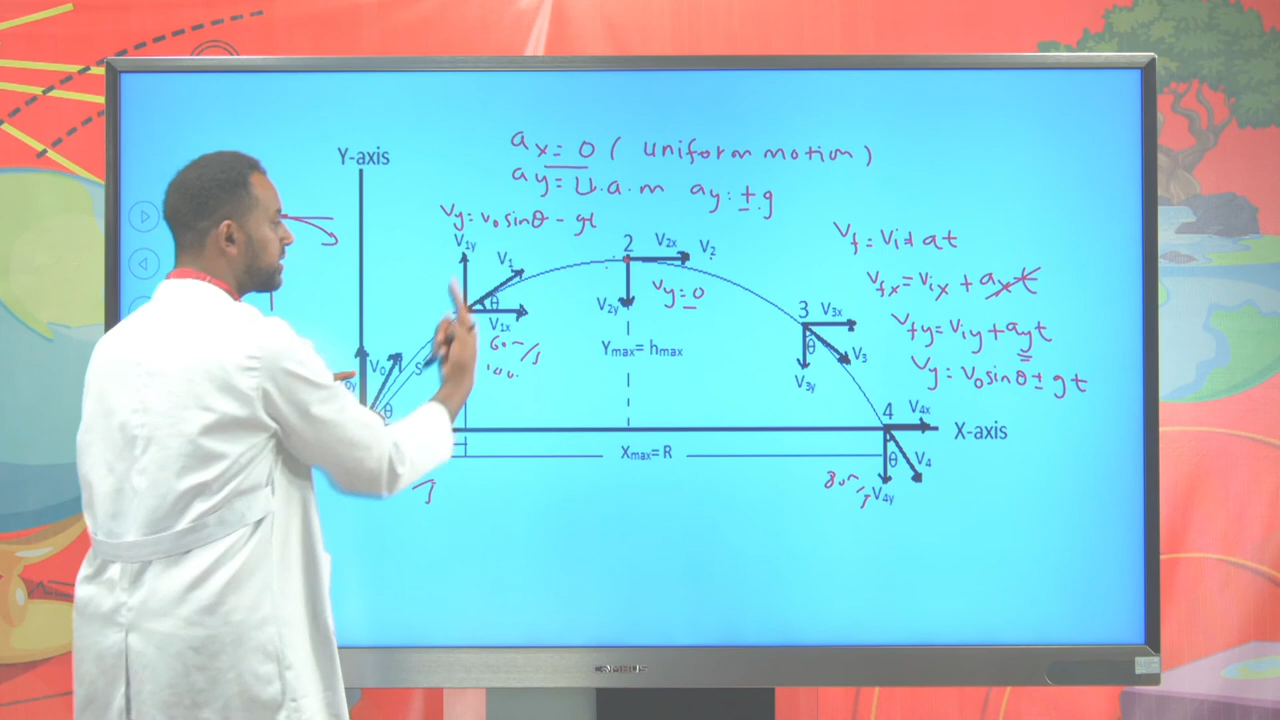 Y-axis
ax = 0 ( uniform motion )
ay = U.a.m ay: ±.g
Vy = V₀ sinθ - gt
V1y
V1
θ
V1x
60m/s
2
V2x
V2
V2y
Vy = 0
Ymax= hmax
3
V3x
θ
V3
V3y
Vf = Vi + at
Vfx = Vix + axt
Vfy = Viy + ayt
Vy = V₀ sinθ ± gt
V₀
S
θ
4
V4x
X-axis
Xmax= R
θ
V4
80m/s
V4y